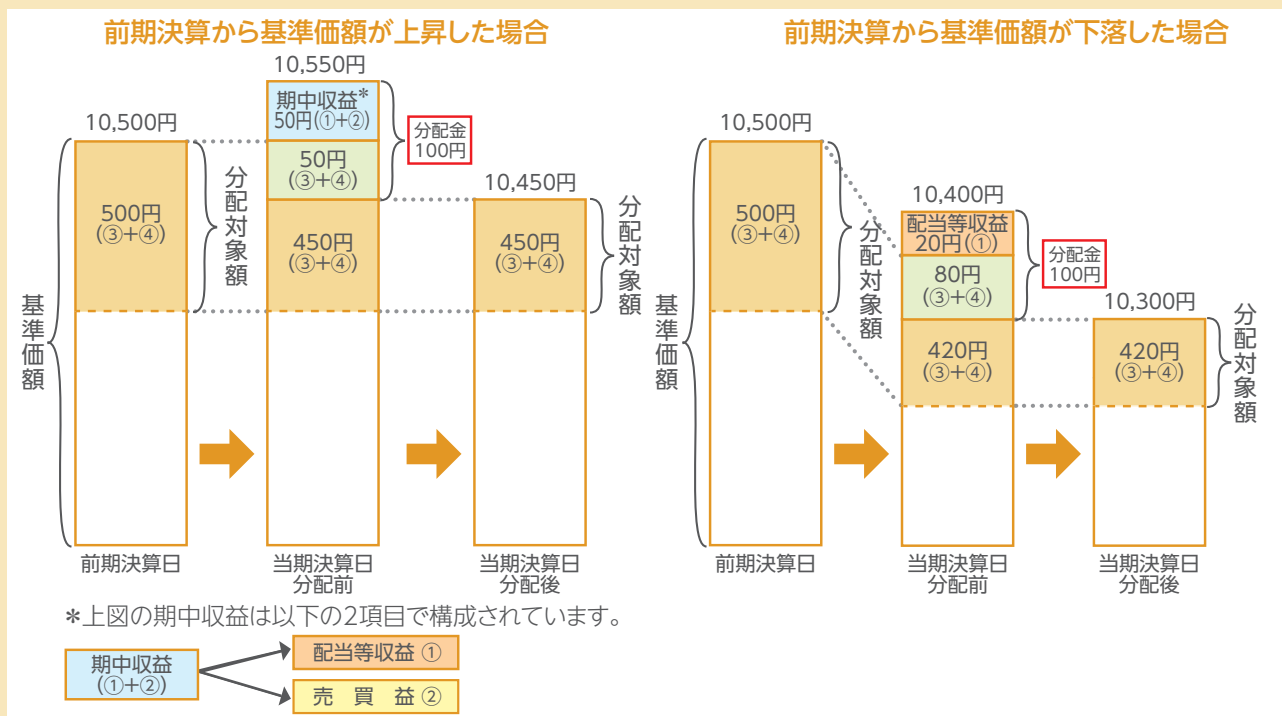 前期決算から基準価額が上昇した場合
10,550円
10,500円
期中収益*
50円(①+②)
分配金
100円
50円
(③+④)
10,450円
500円
(③+④)
分配対象額
450円
(③+④)
450円
(③+④)
分配対象額
基準価額
前期決算日
当期決算日
分配前
当期決算日
分配後
前期決算から基準価額が下落した場合
10,500円
10,400円
500円
(③+④)
分配対象額
配当等収益
20円(①)
分配金
100円
80円
(③+④)
10,300円
420円
(③+④)
420円
(③+④)
分配対象額
基準価額
前期決算日
当期決算日
分配前
当期決算日
分配後
*上図の期中収益は以下の2項目で構成されています。
期中収益
(①+②)
配当等収益 ①
売 買 益 ②